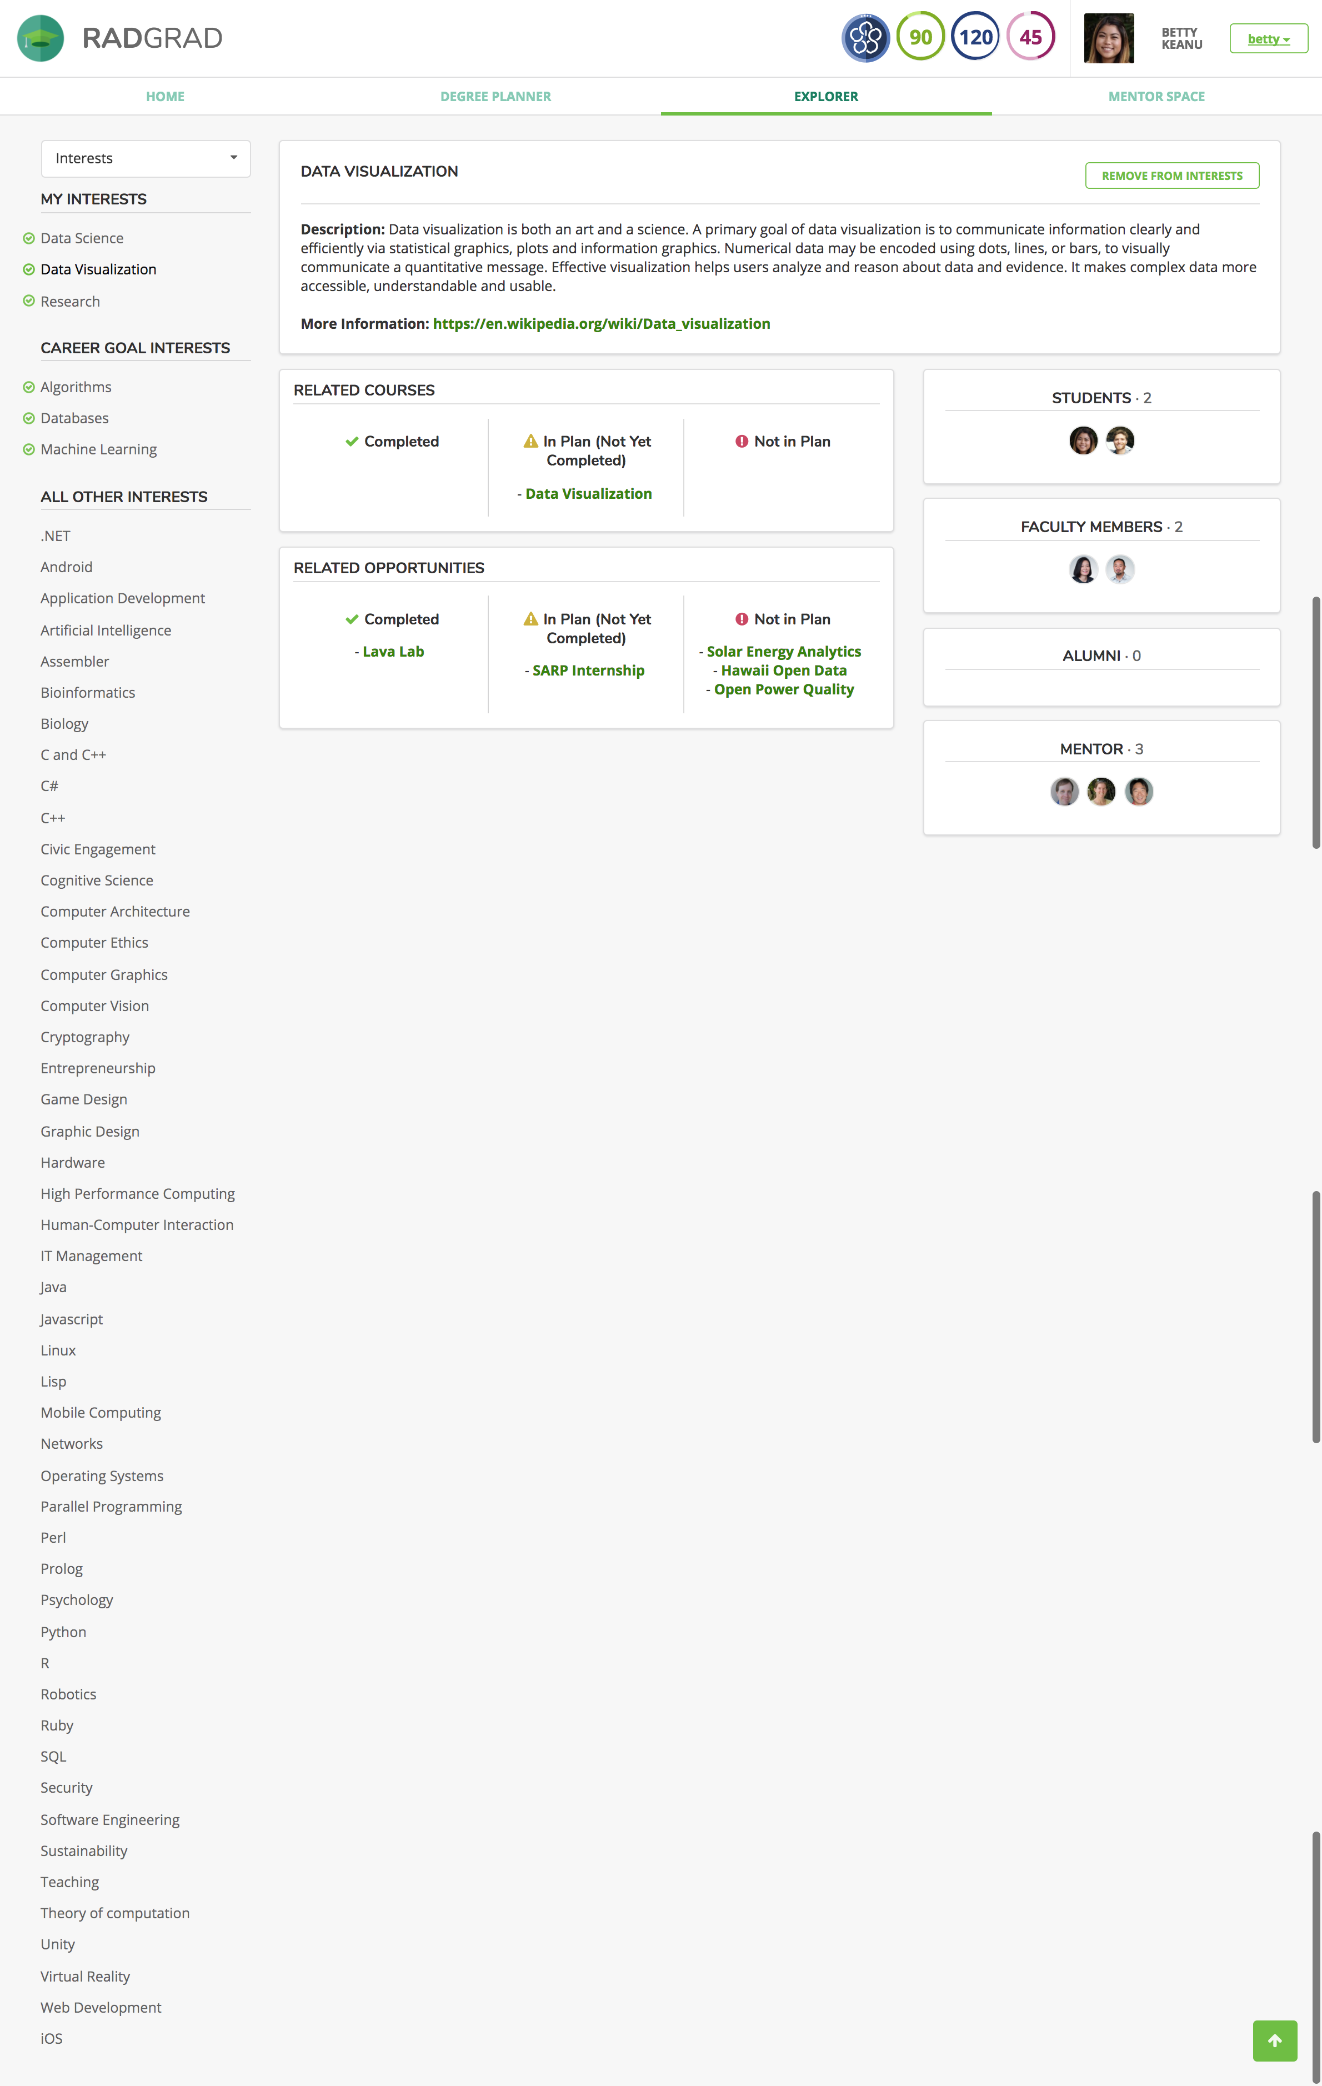 RADGRAD
90
120
45
BETTY
KEANU
betty
HOME
DEGREE PLANNER
EXPLORER
MENTOR SPACE
Interests
MY INTERESTS
Data Science
Data Visualization
Research
CAREER GOAL INTERESTS
Algorithms
Databases
Machine Learning
ALL OTHER INTERESTS
.NET
Android
Application Development
Artificial Intelligence
Assembler
Bioinformatics
Biology
C and C++
C#
C++
Civic Engagement
Cognitive Science
Computer Architecture
Computer Ethics
Computer Graphics
Computer Vision
Cryptography
Entrepreneurship
Game Design
Graphic Design
Hardware
High Performance Computing
Human-Computer Interaction
IT Management
Java
Javascript
Linux
Lisp
Mobile Computing
Networks
Operating Systems
Parallel Programming
Perl
Prolog
Psychology
Python
R
Robotics
Ruby
SQL
Security
Software Engineering
Sustainability
Teaching
Theory of computation
Unity
Virtual Reality
Web Development
iOS
DATA VISUALIZATION
REMOVE FROM INTERESTS
Description: Data visualization is both an art and a science. A primary goal of data visualization is to communicate information clearly and
efficiently via statistical graphics, plots and information graphics. Numerical data may be encoded using dots, lines, or bars, to visually
communicate a quantitative message. Effective visualization helps users analyze and reason about data and evidence. It makes complex data more
accessible, understandable and usable.
More Information: https://en.wikipedia.org/wiki/Data_visualization
RELATED COURSES
Completed
In Plan (Not Yet
Completed)
- Data Visualization
Not in Plan
RELATED OPPORTUNITIES
Completed
- Lava Lab
In Plan (Not Yet
Completed)
- SARP Internship
Not in Plan
- Solar Energy Analytics
- Hawaii Open Data
- Open Power Quality
STUDENTS · 2
FACULTY MEMBERS · 2
ALUMNI · 0
MENTOR · 3